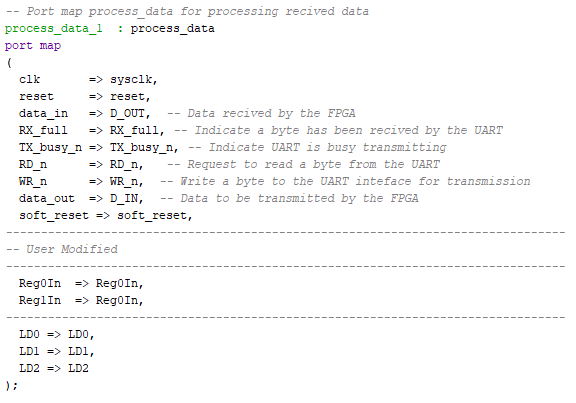 -- Port map process_data for processing recived data
process_data_1  : process_data
port map
(
  clk       => sysclk,
  reset     => reset,
  data_in   => D_OUT,  -- Data recived by the FPGA
  RX_full   => RX_full, -- Indicate a byte has been recived by the UART
  TX_busy_n => TX_busy_n, -- Indicate UART is busy transmitting
  RD_n      => RD_n,   -- Request to read a byte from the UART
  WR_n      => WR_n,  -- Write a byte to the UART inteface for transmission
  data_out  => D_IN,  -- Data to be transmitted by the FPGA
  soft_reset => soft_reset,
--------------------------------------------------------------------------------
-- User Modified
--------------------------------------------------------------------------------
  Reg0In  => Reg0In,
  Reg1In  => Reg0In,
--------------------------------------------------------------------------------
  LD0 => LD0,
  LD1 => LD1,
  LD2 => LD2
);